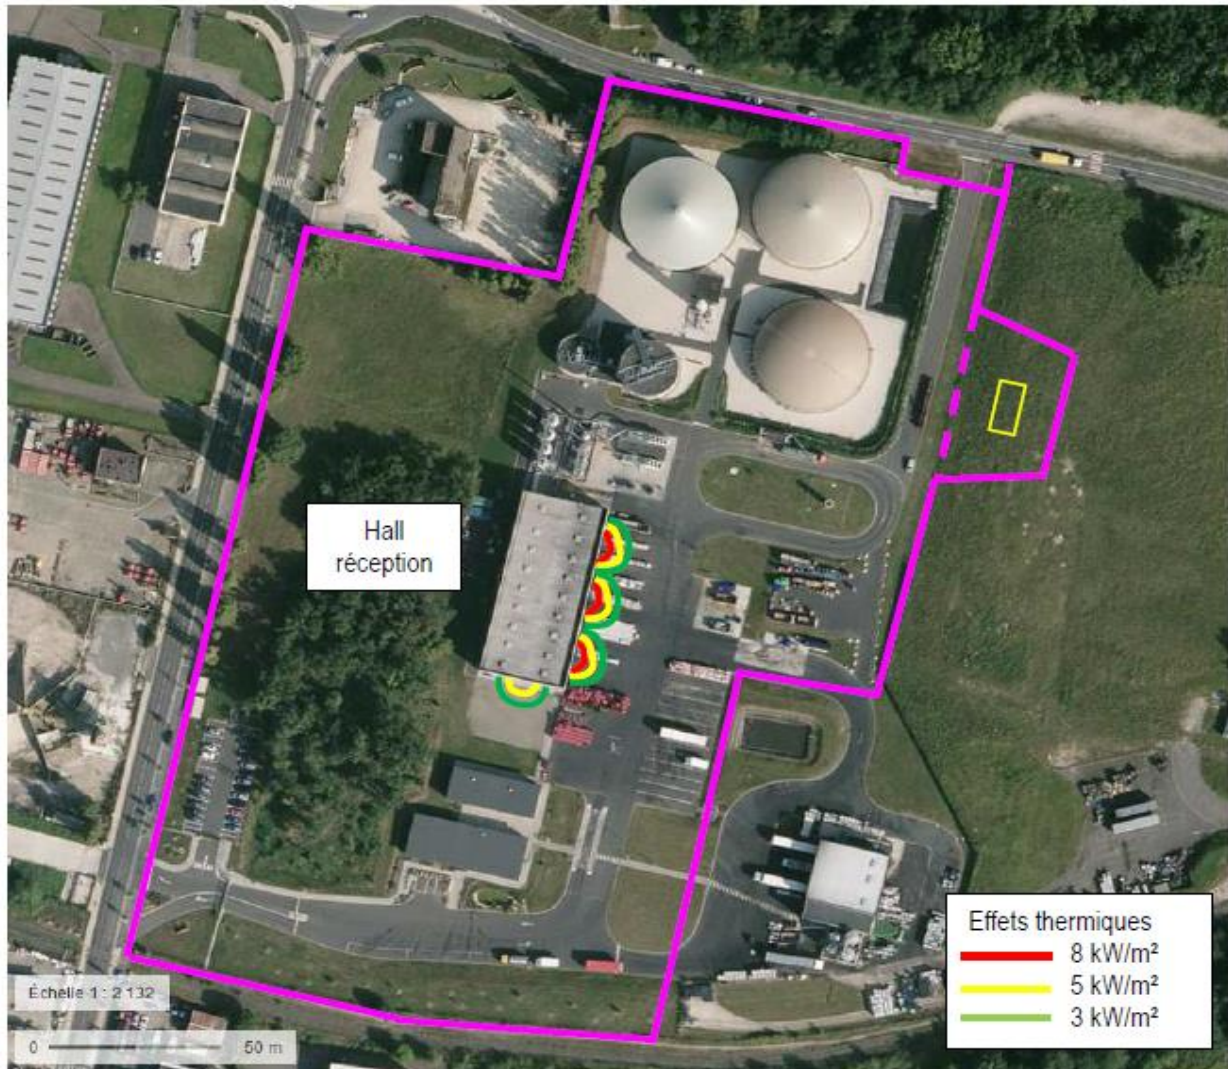 Hall
réception
Effets thermiques
8 kW/m²
5 kW/m²
3 kW/m²
Échelle 1 : 2 132
0 50 m